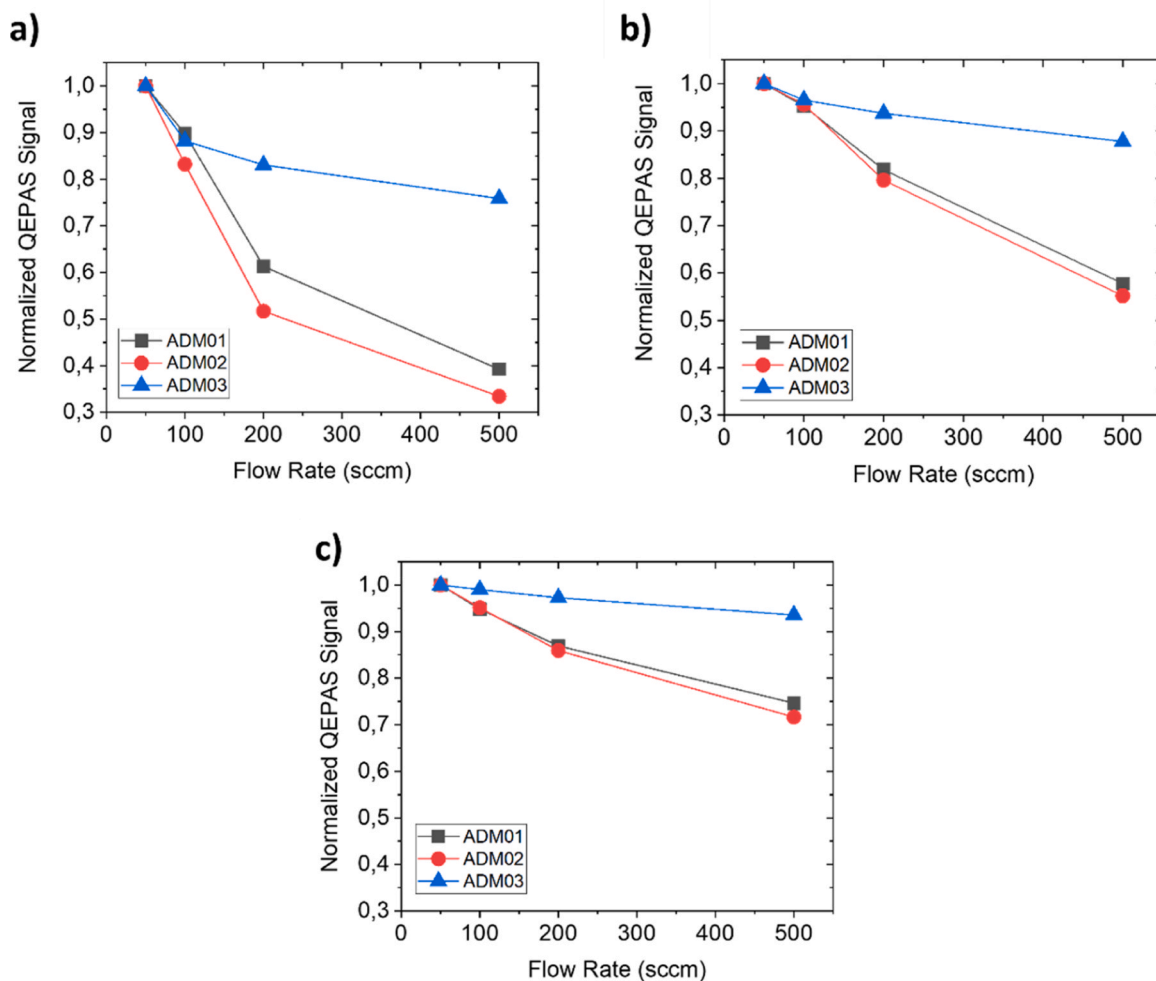 a)
1,0
0,9
0,8
0,7
0,6
0,5
0,4
0,3
Normalized QEPAS Signal
ADM01
ADM02
ADM03
0 100 200 300 400 500
Flow Rate (sccm)
b)
1,0
0,9
0,8
0,7
0,6
0,5
0,4
0,3
Normalized QEPAS Signal
ADM01
ADM02
ADM03
0 100 200 300 400 500
Flow Rate (sccm)
c)
1,0
0,9
0,8
0,7
0,6
0,5
0,4
0,3
Normalized QEPAS Signal
ADM01
ADM02
ADM03
0 100 200 300 400 500
Flow Rate (sccm)